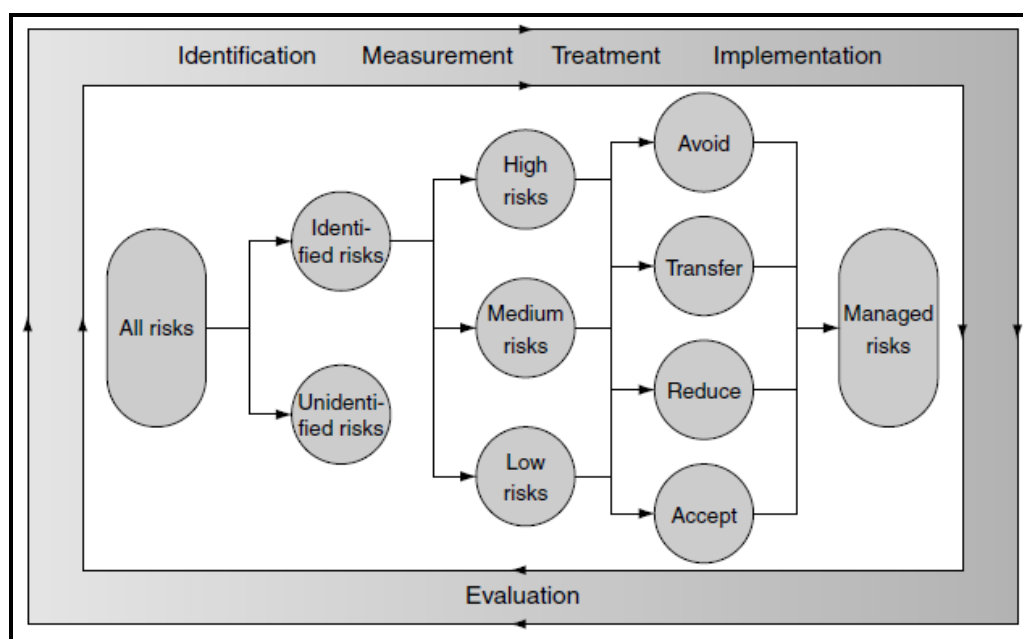 Identification Measurement Treatment Implementation
Avoid
High
risks
Identi-
fied risks
Transfer
All risks
Medium
risks
Managed
risks
Unidenti-
fied risks
Reduce
Low
risks
Accept
Evaluation